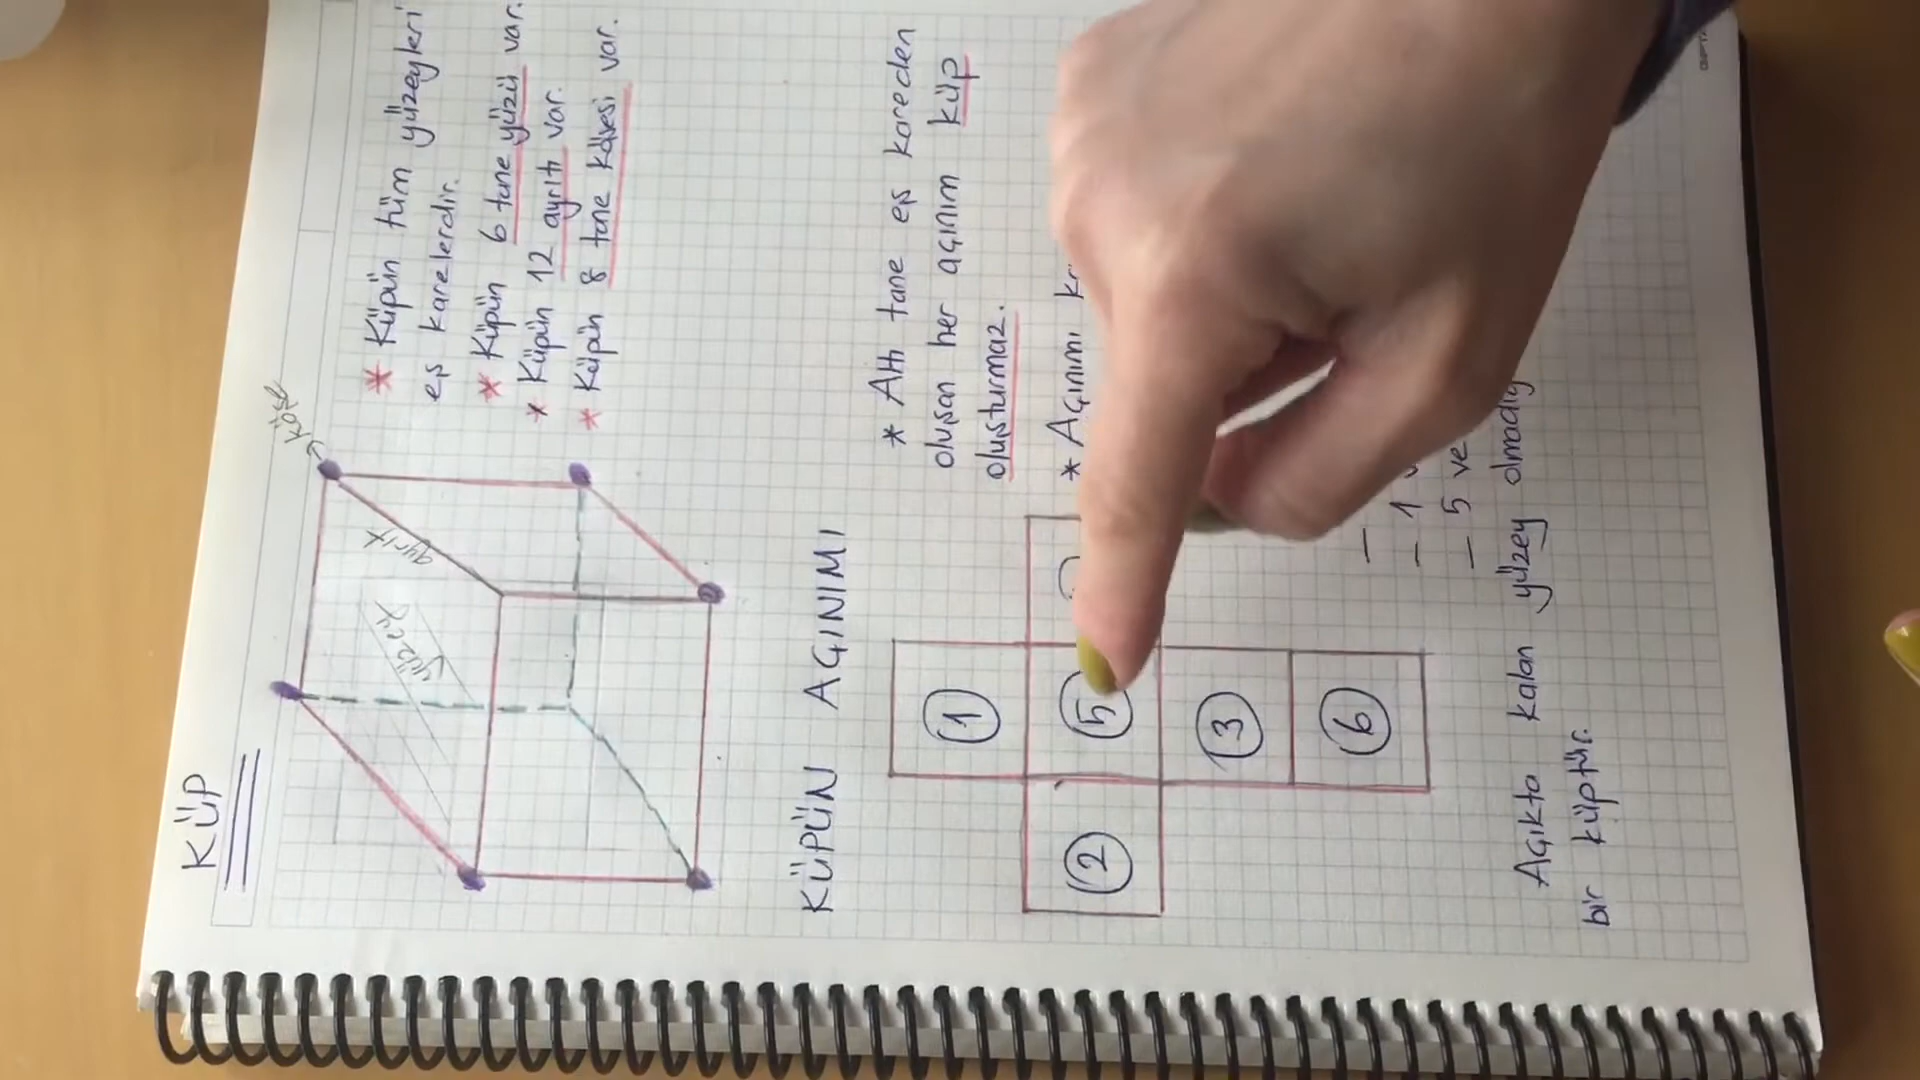 KÜP
köşe
ayrıt
yüzey
* Küpün tüm yüzeyleri
eş karelerdir.
* Küpün 6 tane yüzü var.
* Küpün 12 ayrıtı var.
* Küpün 8 tane köşesi var.
KÜPÜN AÇINIMI
* Altı tane eş kareden
oluşan her açınım küp
oluşturmaz.
* Açınımı
1
2 5
3
6
— 1
— 5 ve
Açıkta kalan yüzey
bir küptür.